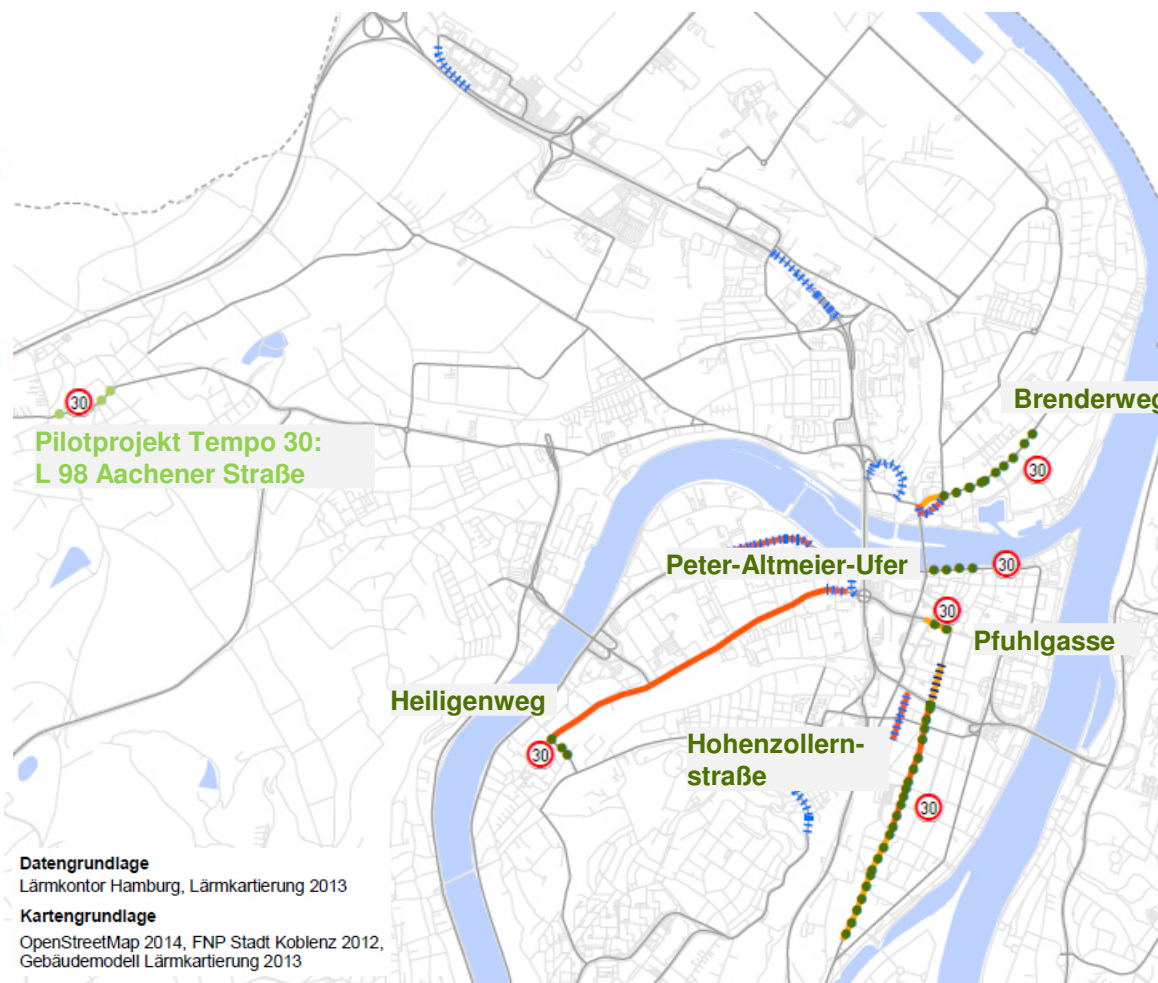 Brenderweg
30
Pilotprojekt Tempo 30:
L 98 Aachener Straße
30
Peter-Altmeier-Ufer
30
30
Pfuhlgasse
Heiligenweg
30
Hohenzollern-
straße
30
Datengrundlage
Lärmkontor Hamburg, Lärmkartierung 2013
Kartengrundlage
OpenStreetMap 2014, FNP Stadt Koblenz 2012,
Gebäudemodell Lärmkartierung 2013